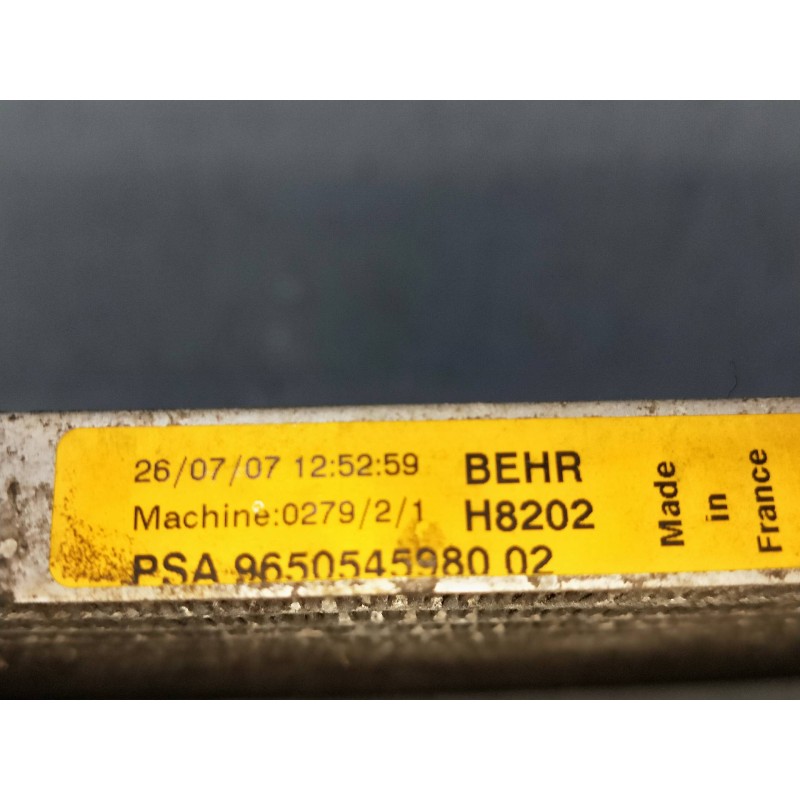 26/07/07 12:52:59 BEHR
Machine:0279/2/1 H8202
PSA 9650545980 02
Made
in
France